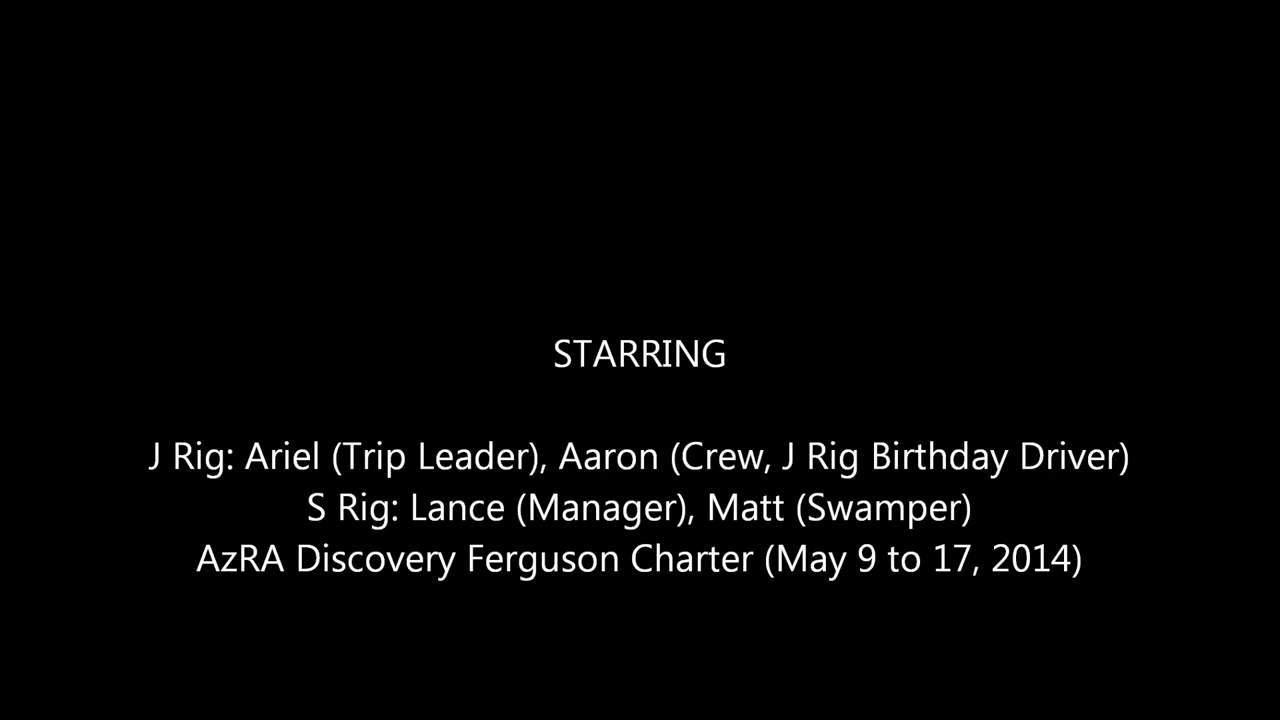 STARRING
J Rig: Ariel (Trip Leader), Aaron (Crew, J Rig Birthday Driver)
S Rig: Lance (Manager), Matt (Swamper)
AzRA Discovery Ferguson Charter (May 9 to 17, 2014)